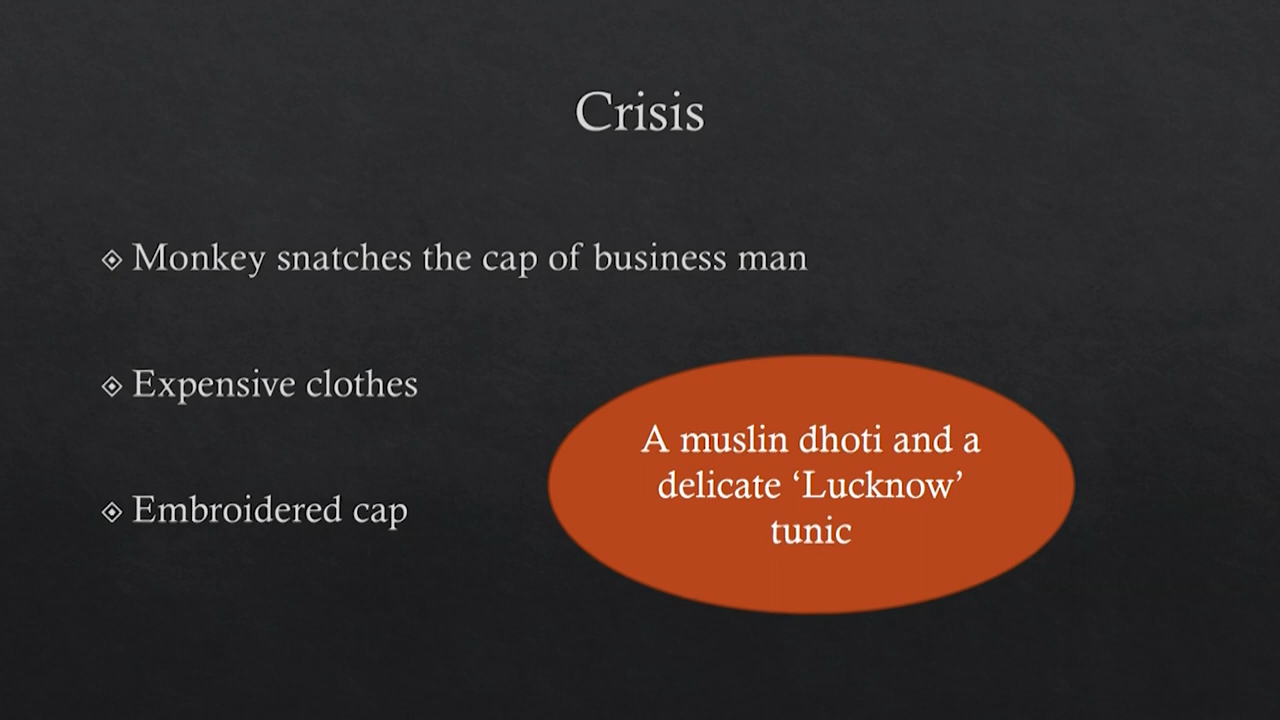 Crisis
Monkey snatches the cap of business man
Expensive clothes
Embroidered cap
A muslin dhoti and a
delicate ‘Lucknow’
tunic